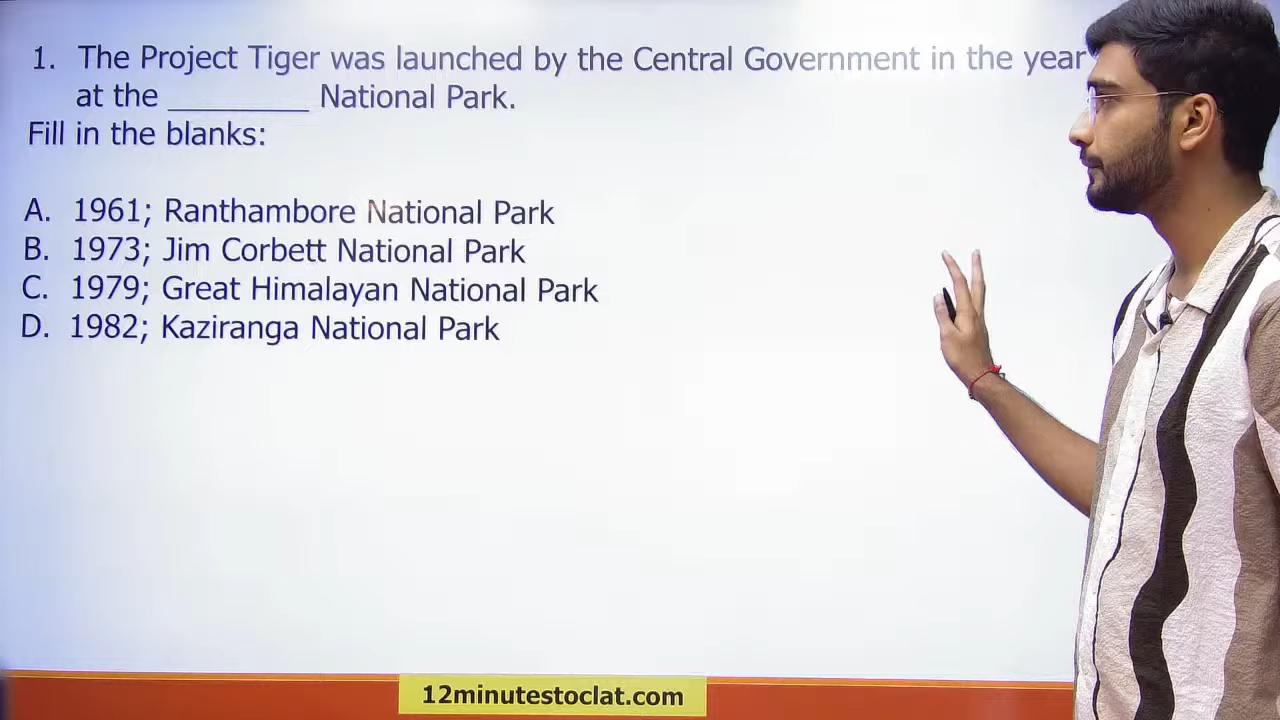 1. The Project Tiger was launched by the Central Government in the year
at the _________ National Park.
Fill in the blanks:
A. 1961; Ranthambore National Park
B. 1973; Jim Corbett National Park
C. 1979; Great Himalayan National Park
D. 1982; Kaziranga National Park
12minutestoclat.com